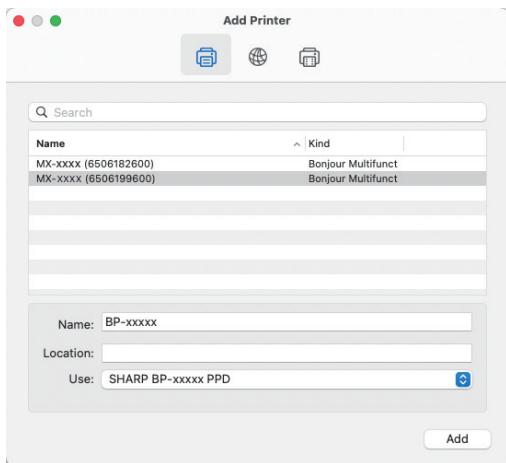 Add Printer
Search
Name Kind
MX-xxxx (6506182600) Bonjour Multifunct
MX-xxxx (6506199600) Bonjour Multifunct
Name: BP-xxxxx
Location:
Use: SHARP BP-xxxxx PPD
Add